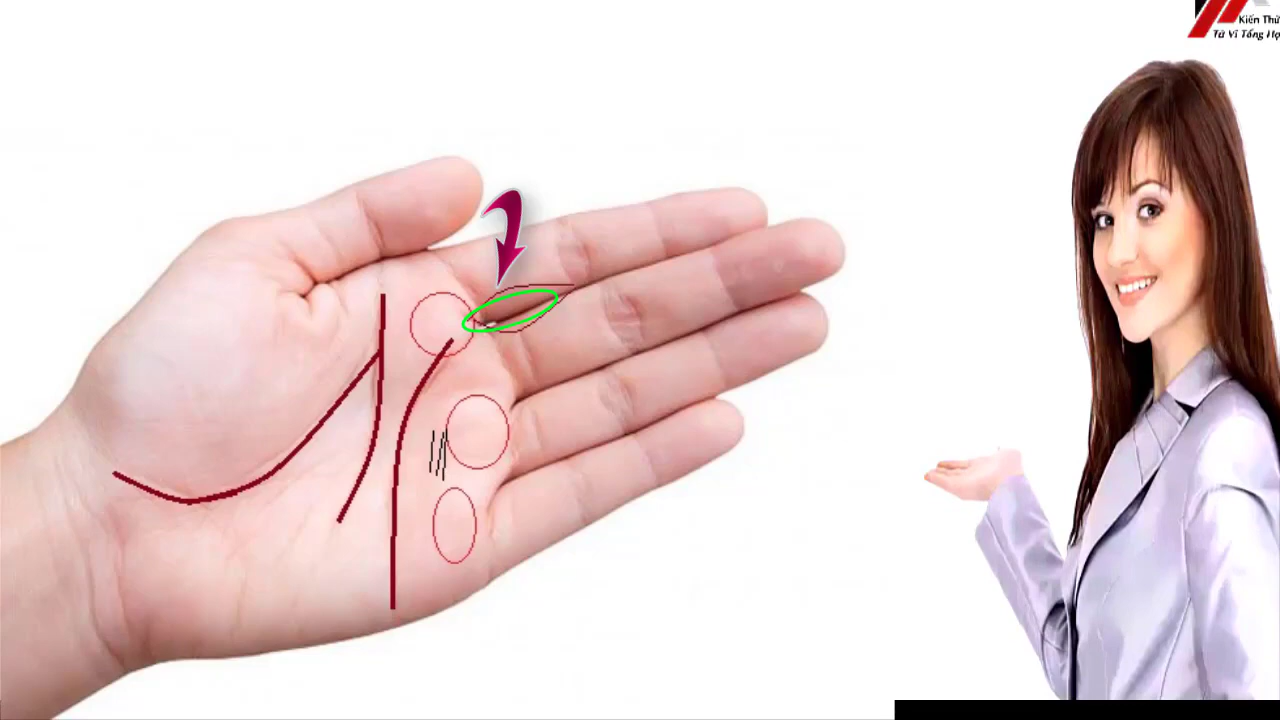 Kiến Thứ
Tử Vi Tổng Hợ